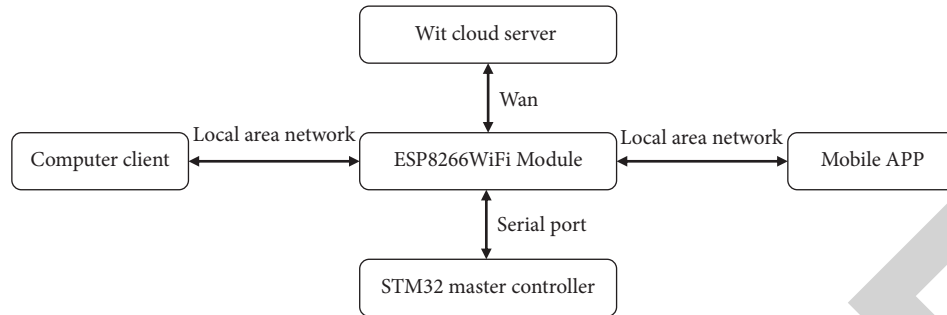 Wit cloud server
Wan
Local area network
Local area network
Computer client
ESP8266WiFi Module
Mobile APP
Serial port
STM32 master controller